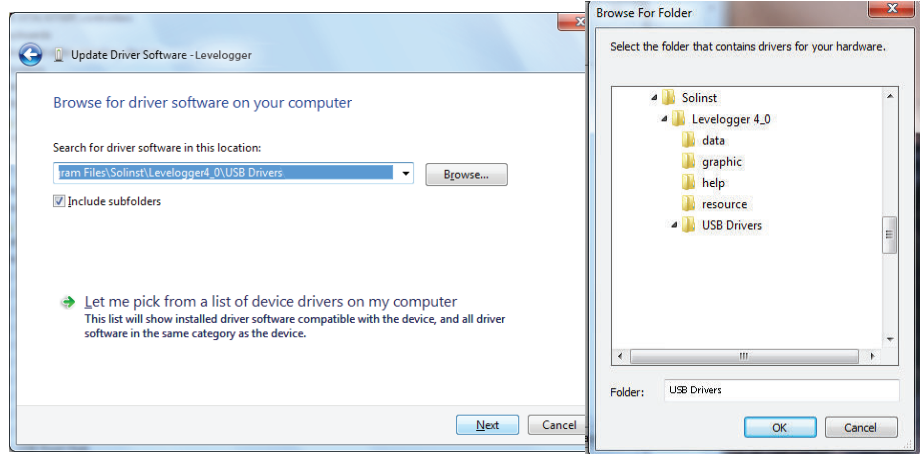 Update Driver Software - Levelogger
Browse for driver software on your computer
Search for driver software in this location:
gram Files\Solinst\Levelogger4_0\USB Drivers
Browse...
Include subfolders
Let me pick from a list of device drivers on my computer
This list will show installed driver software compatible with the device, and all driver
software in the same category as the device.
Next
Cancel
Browse For Folder
Select the folder that contains drivers for your hardware.
Solinst
Levelogger 4_0
data
graphic
help
resource
USB Drivers
Folder:
USB Drivers
OK
Cancel